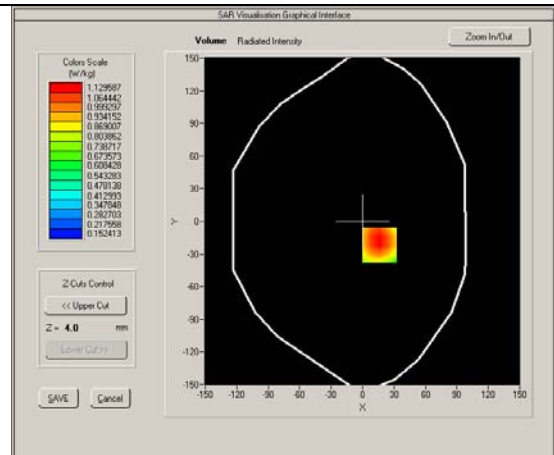 SAR Visualisation Graphical Interface
Volume Radiated Intensity
Zoom In/Out
Colors Scale
(W/kg)
1.129587
1.064442
0.999297
0.934152
0.869007
0.803862
0.738717
0.673573
0.608428
0.543283
0.478138
0.412993
0.347848
0.282703
0.217558
0.152413
Z-Cuts Control
<< Upper Cut
Z = 4.0 mm
Lower Cut >>
SAVE Cancel
150-
120-
90-
60-
30-
0-
-30-
-60-
-90-
-120-
-150-
Y
-150 -120 -90 -60 -30 0 30 60 90 120 150
X